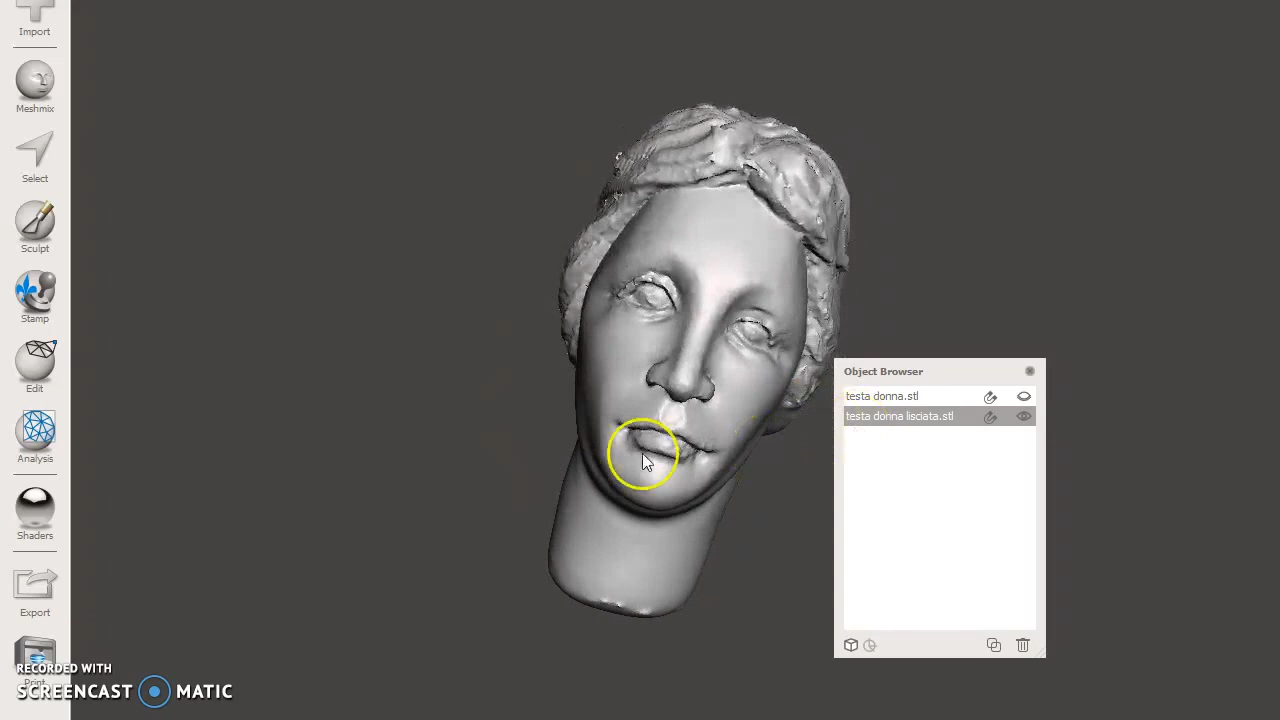 Import
Meshmix
Select
Sculpt
Stamp
Edit
Analysis
Shaders
Export
Print
Object Browser
testa donna.stl
testa donna lisciata.stl
RECORDED WITH
SCREENCAST MATIC